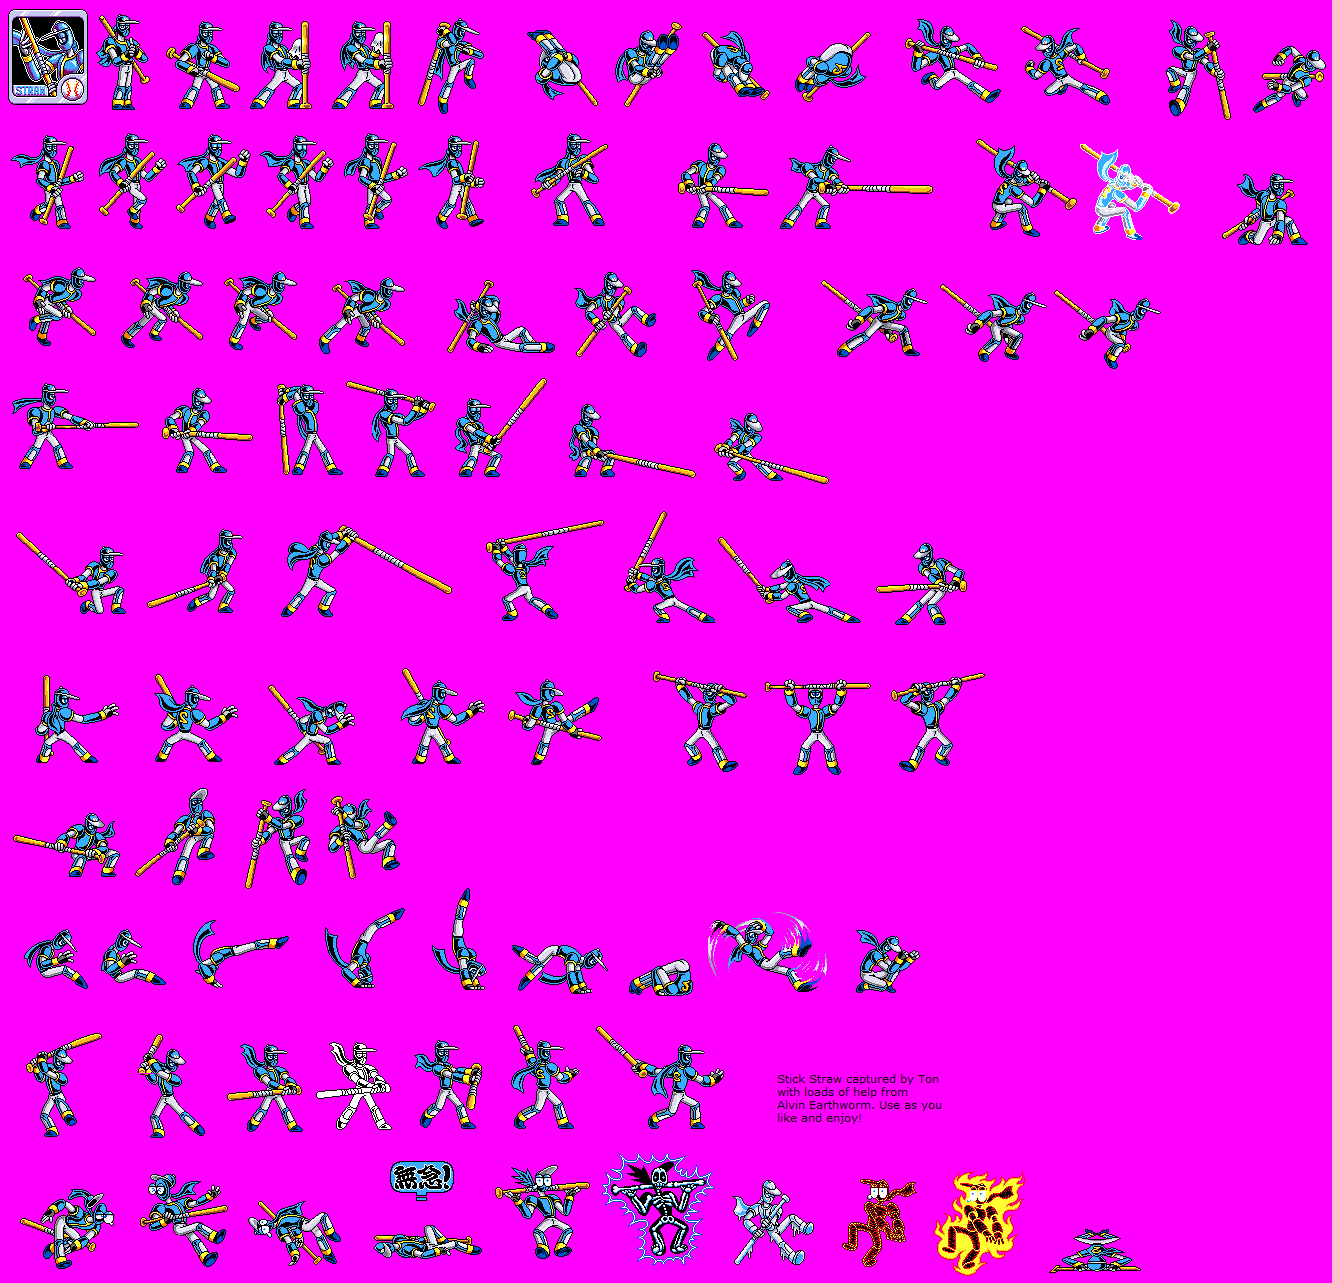 STRAW
Stick Straw captured by Ton
with loads of help from
Alvin Earthworm. Use as you
like and enjoy!
無念!